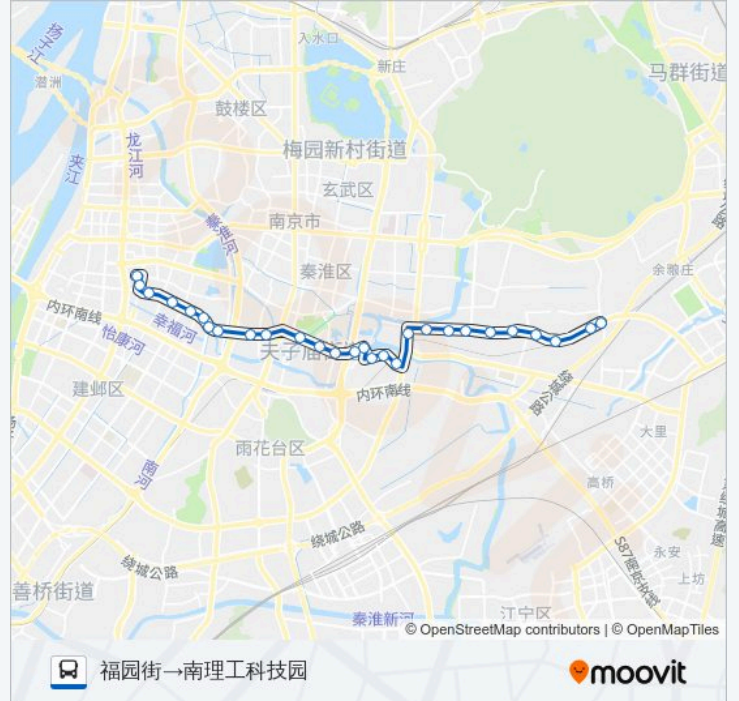 扬子江
入水口
新庄
马群街道
潜洲
鼓楼区
龙江河
梅园新村街道
夹江
玄武区
秦淮河
南京市
秦淮区
余粮庄
内环南线
幸福河
怡康河
夫子庙
建邺区
内环南线
绕城公路
大里
雨花台区
南河
高桥
绕城公路
绕城高速
S87南京支线
绕城公路
永安
上坊
善桥街道
秦淮新河
江宁区
© OpenStreetMap contributors | © OpenMapTiles
福园街→南理工科技园
moovit